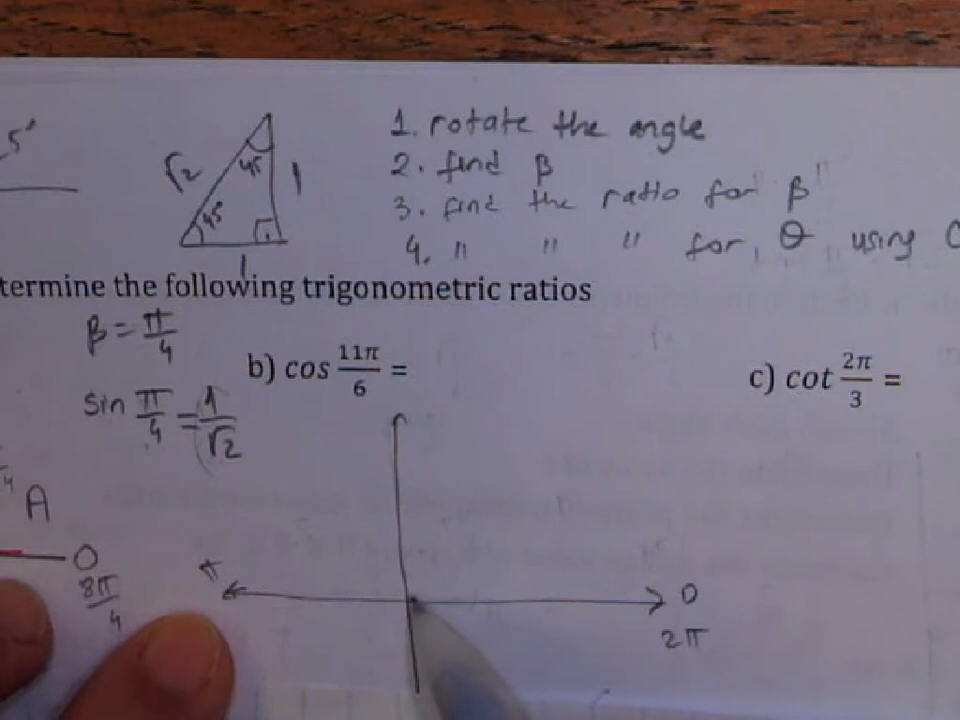 5'
√2
45
1
45
1
1. rotate the angle
2. find β
3. find the ratio for β
4. " " " for θ using C
termine the following trigonometric ratios
β = π/4
sin π/4 = 1/√2
b) cos 11π/6 =
c) cot 2π/3 =
4
A
0
8π/4
π
0
2π